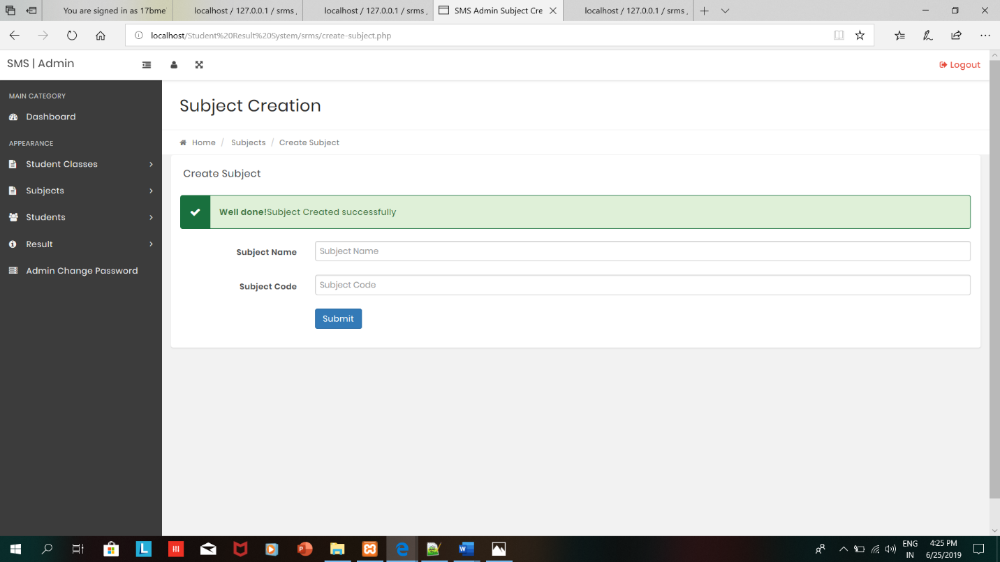 You are signed in as 17bme
localhost / 127.0.0.1 / srms
localhost / 127.0.0.1 / srms
SMS Admin Subject Cre
localhost / 127.0.0.1 / srms
localhost/Student%20Result%20System/srms/create-subject.php
SMS | Admin
Logout
MAIN CATEGORY
Dashboard
APPEARANCE
Student Classes
Subjects
Students
Result
Admin Change Password
Subject Creation
Home / Subjects / Create Subject
Create Subject
Well done!Subject Created successfully
Subject Name
Subject Name
Subject Code
Subject Code
Submit
ENG
IN
4:25 PM
6/25/2019